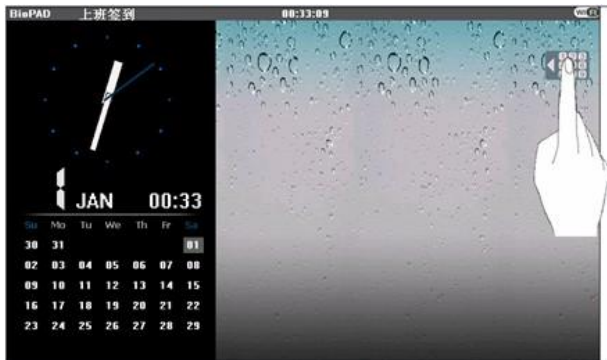 BioPAD 上班签到 00:33:09
1 JAN 00:33
Su Mo Tu We Th Fr Sa
30 31 01
02 03 04 05 06 07 08
09 10 11 12 13 14 15
16 17 18 19 20 21 22
23 24 25 26 27 28 29